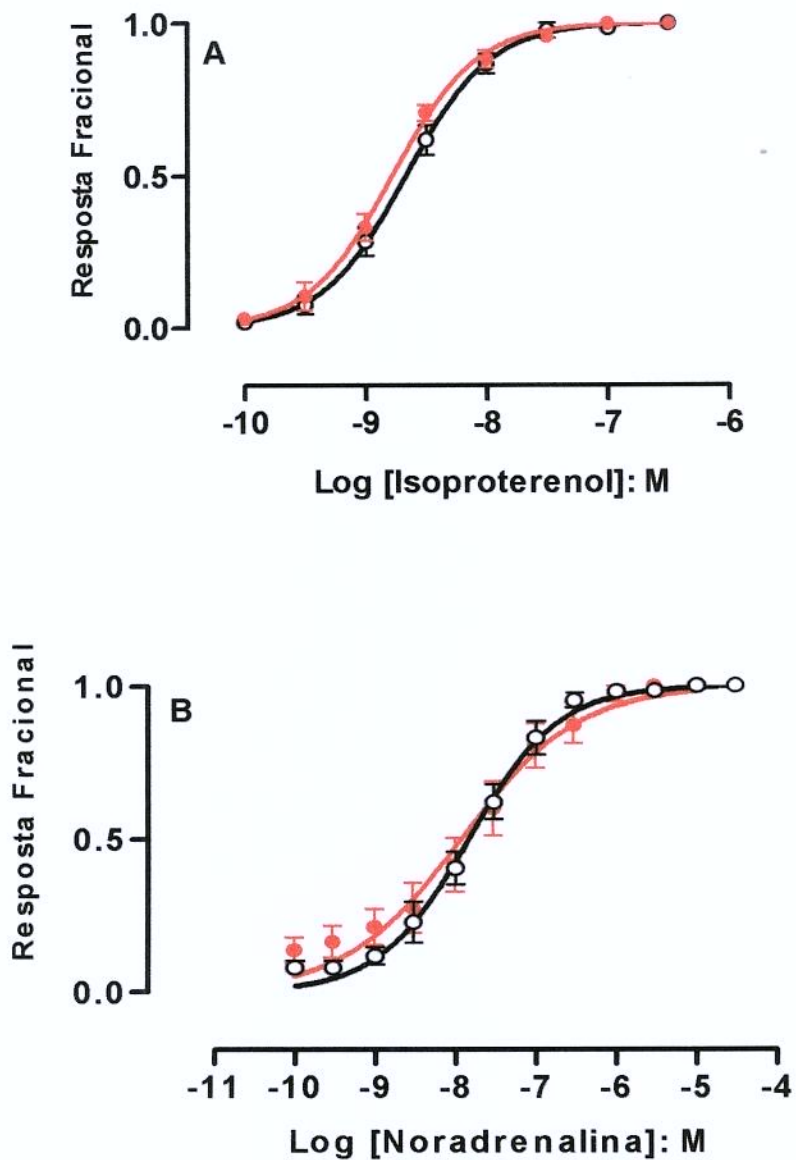 A
Resposta Fracional
1.0
0.5
0.0
-10 -9 -8 -7 -6
Log [Isoproterenol]: M
B
Resposta Fracional
1.0
0.5
0.0
-11 -10 -9 -8 -7 -6 -5 -4
Log [Noradrenalina]: M